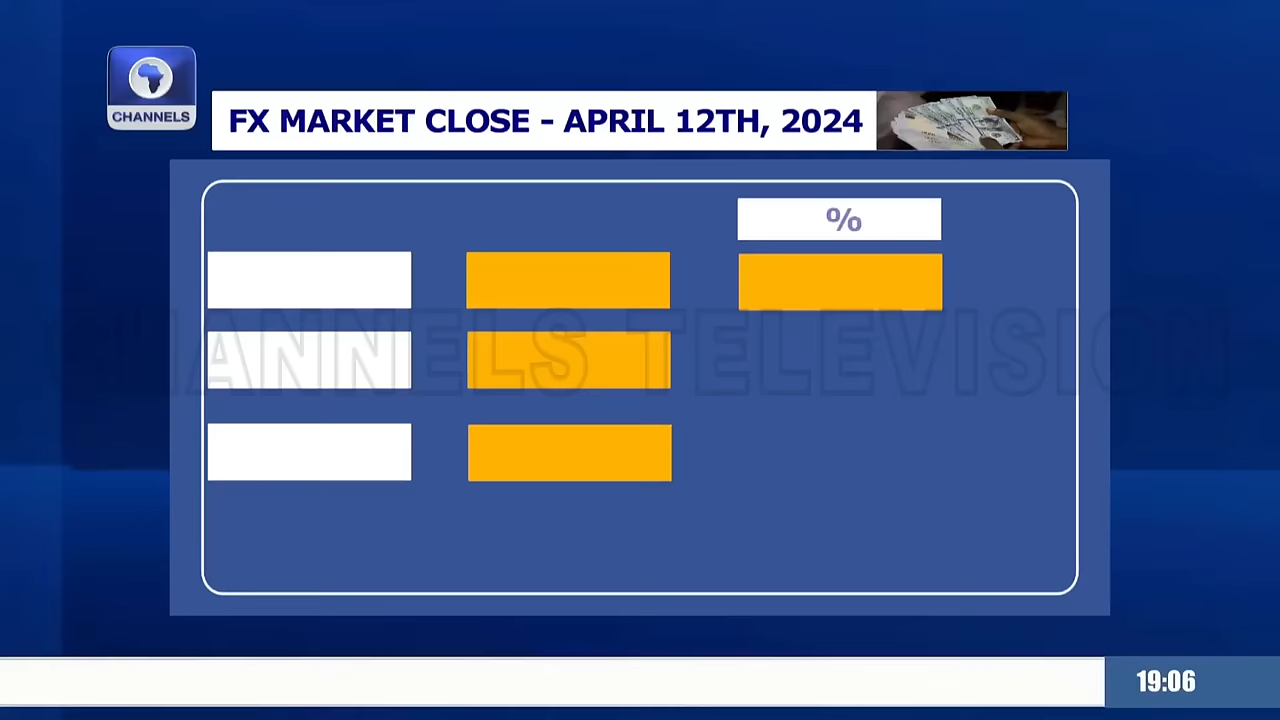 CHANNELS
FX MARKET CLOSE - APRIL 12TH, 2024
%
CHANNELS TELEVISION
19:06